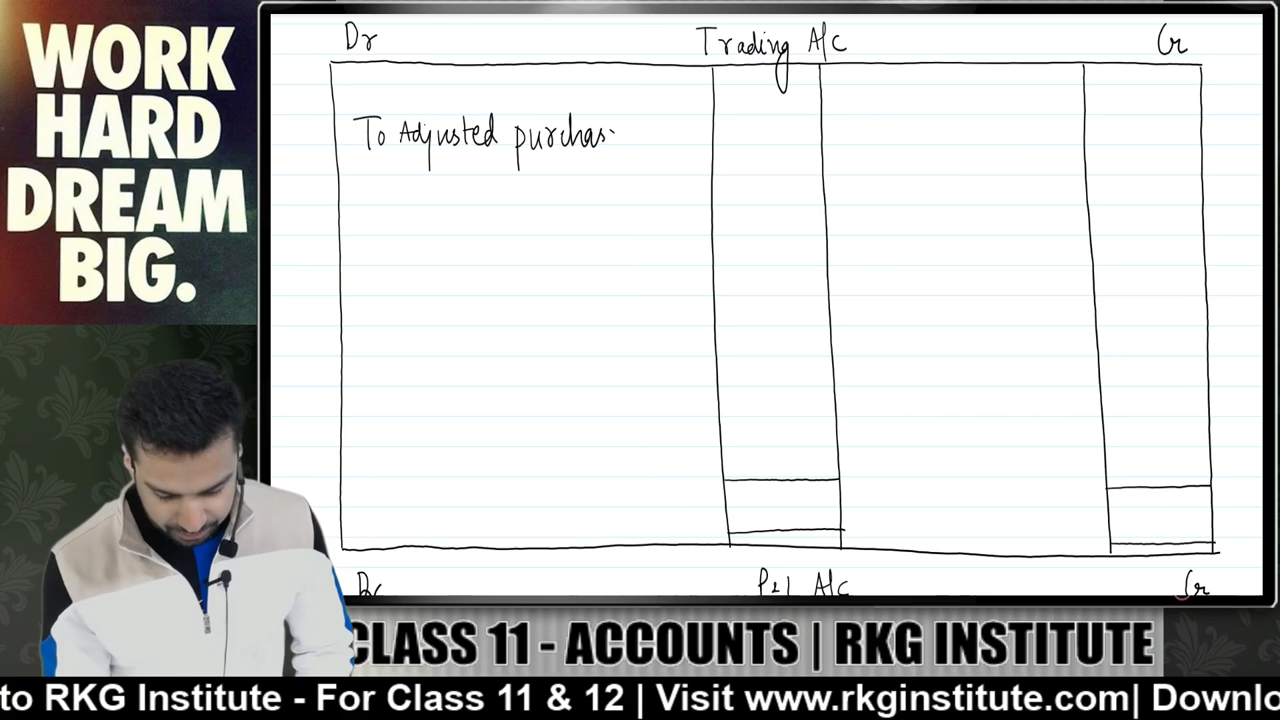 WORK
HARD
DREAM
BIG.
Dr Trading A/c Cr
To Adjusted purchas
Dr P&l A/c Cr
CLASS 11 - ACCOUNTS | RKG INSTITUTE
to RKG Institute - For Class 11 & 12 | Visit www.rkginstitute.com| Downlo